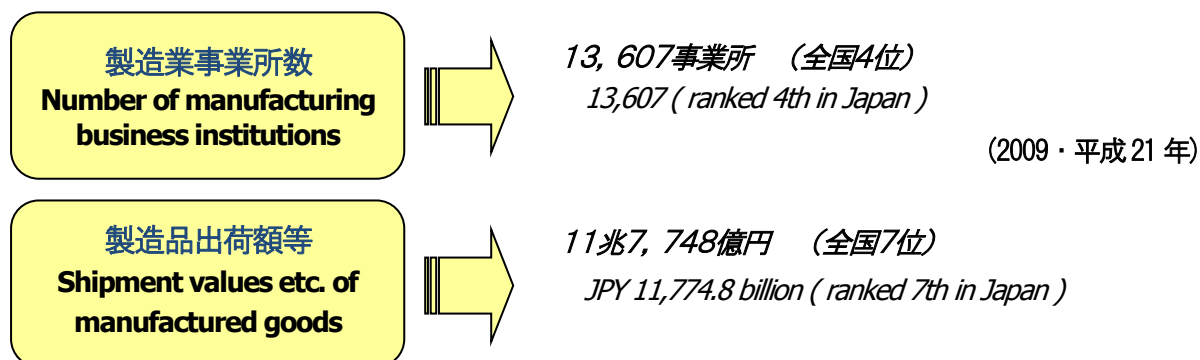 製造業事業所数
Number of manufacturing
business institutions
13, 607事業所 (全国4位)
13,607 ( ranked 4th in Japan )
(2009・平成 21 年)
製造品出荷額等
Shipment values etc. of
manufactured goods
11兆7, 748億円 (全国7位)
JPY 11,774.8 billion ( ranked 7th in Japan )